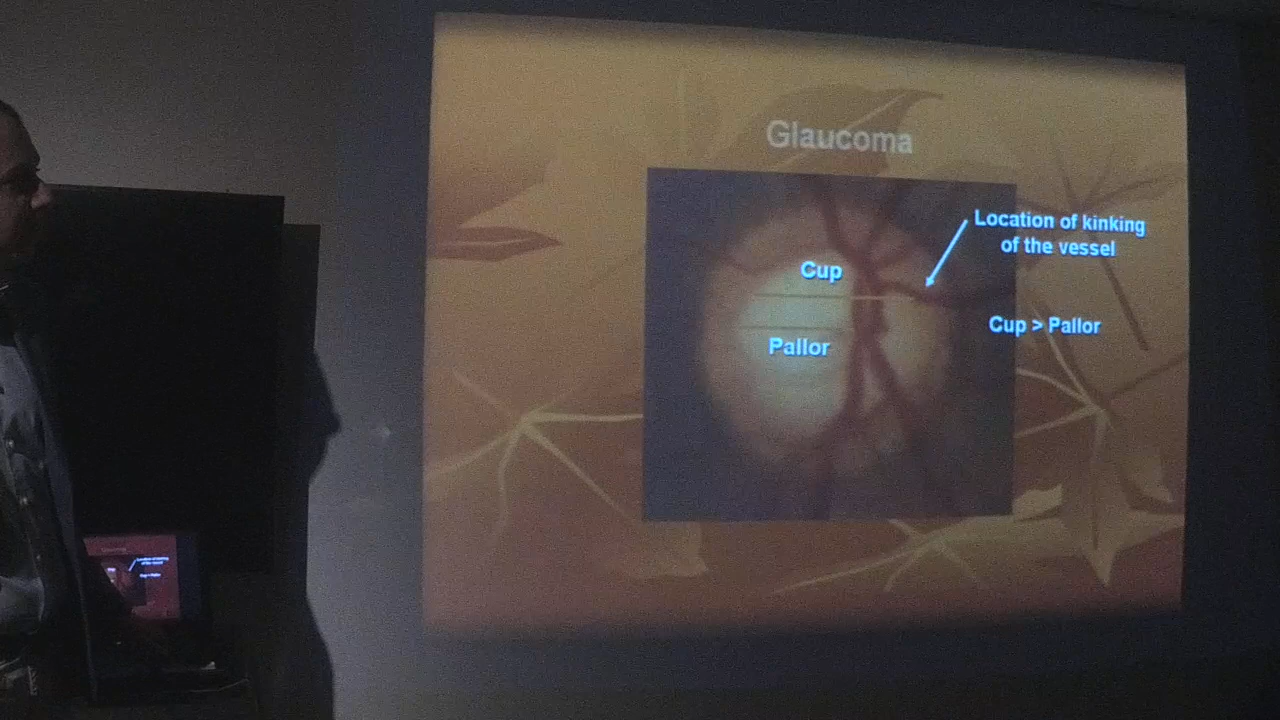 Glaucoma
Location of kinking
of the vessel
Cup
Cup > Pallor
Pallor